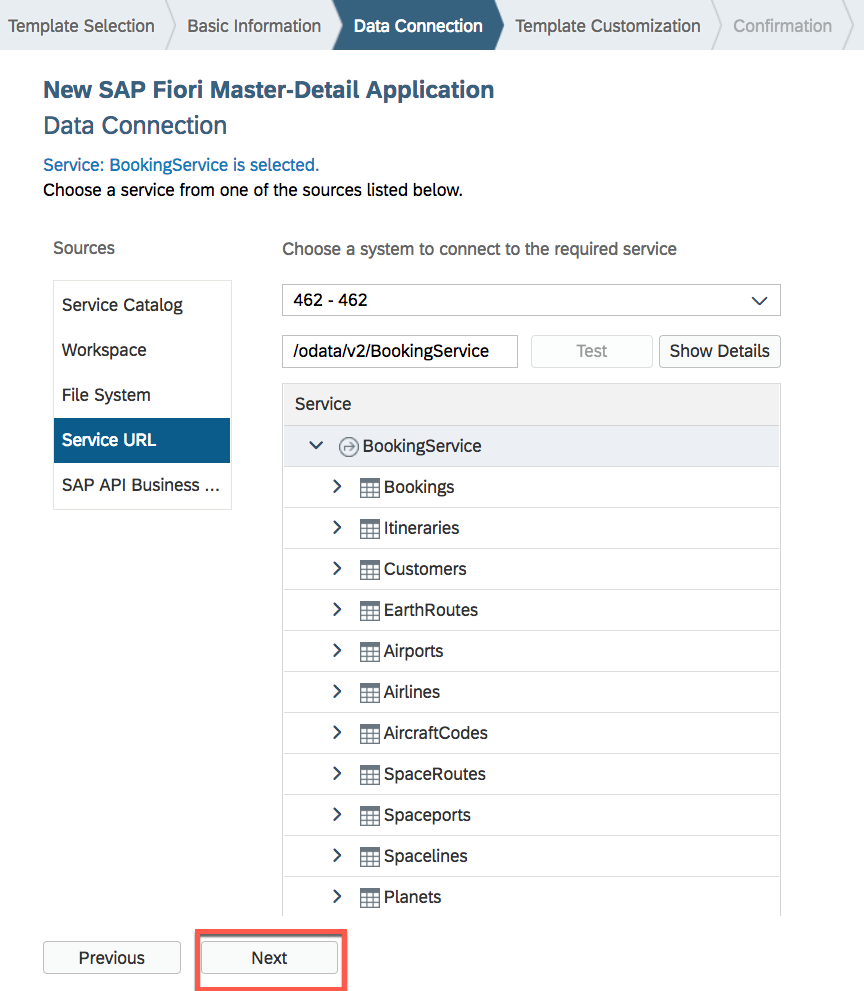 Template Selection Basic Information Data Connection Template Customization Confirmation
New SAP Fiori Master-Detail Application
Data Connection
Service: BookingService is selected.
Choose a service from one of the sources listed below.
Sources
Service Catalog
Workspace
File System
Service URL
SAP API Business ...
Choose a system to connect to the required service
462 - 462
/odata/v2/BookingService Test Show Details
Service
BookingService
Bookings
Itineraries
Customers
EarthRoutes
Airports
Airlines
AircraftCodes
SpaceRoutes
Spaceports
Spacelines
Planets
Previous Next